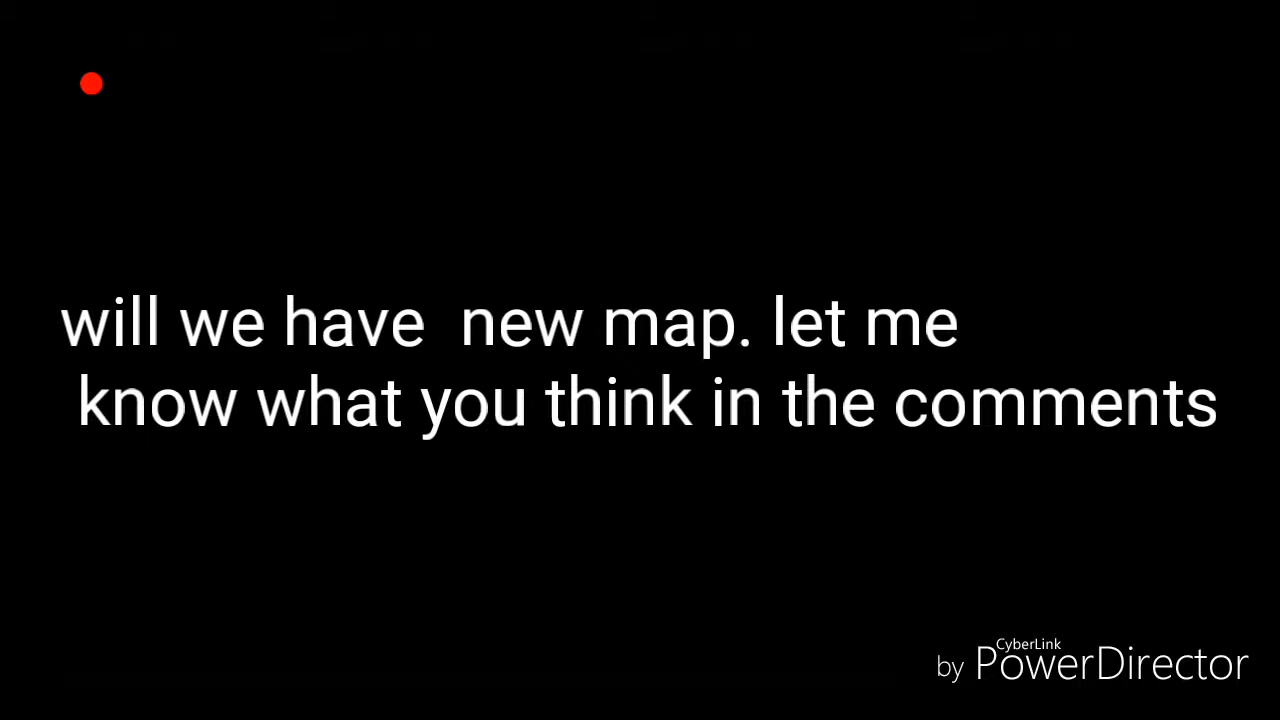 will we have  new map. let me
know what you think in the comments
CyberLink
by PowerDirector